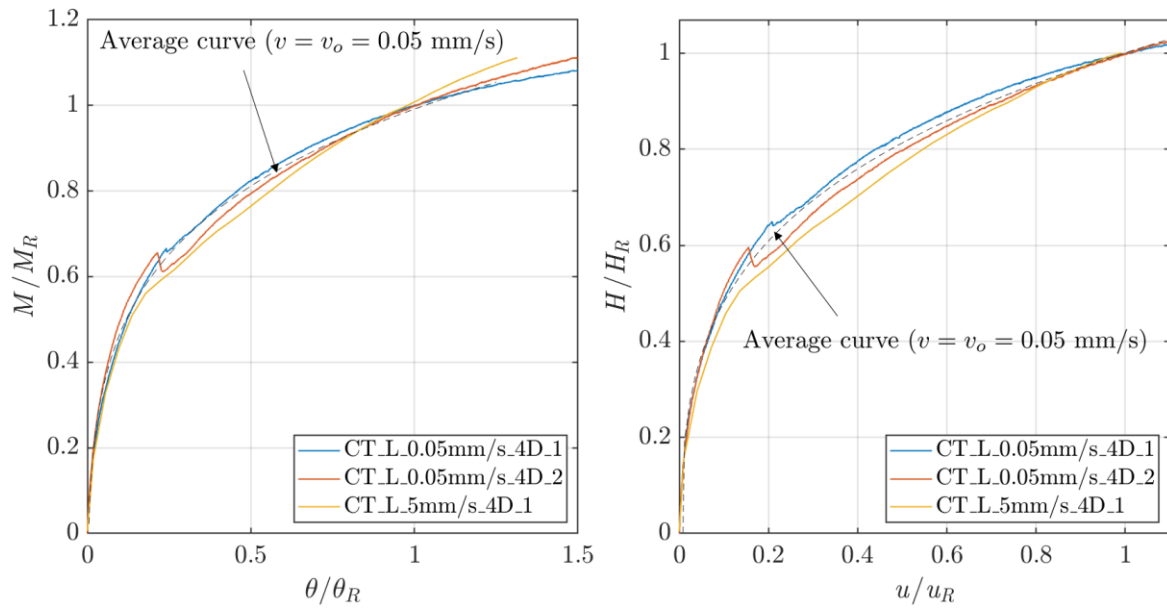 Average curve (v = v_o = 0.05 mm/s)
1.2
1
0.8
0.6
0.4
0.2
0
M/M_R
CT_L_0.05mm/s_4D_1
CT_L_0.05mm/s_4D_2
CT_L_5mm/s_4D_1
0
0.5
1
1.5
θ/θ_R
1
0.8
0.6
0.4
0.2
0
H/H_R
Average curve (v = v_o = 0.05 mm/s)
CT_L_0.05mm/s_4D_1
CT_L_0.05mm/s_4D_2
CT_L_5mm/s_4D_1
0
0.2
0.4
0.6
0.8
1
u/u_R